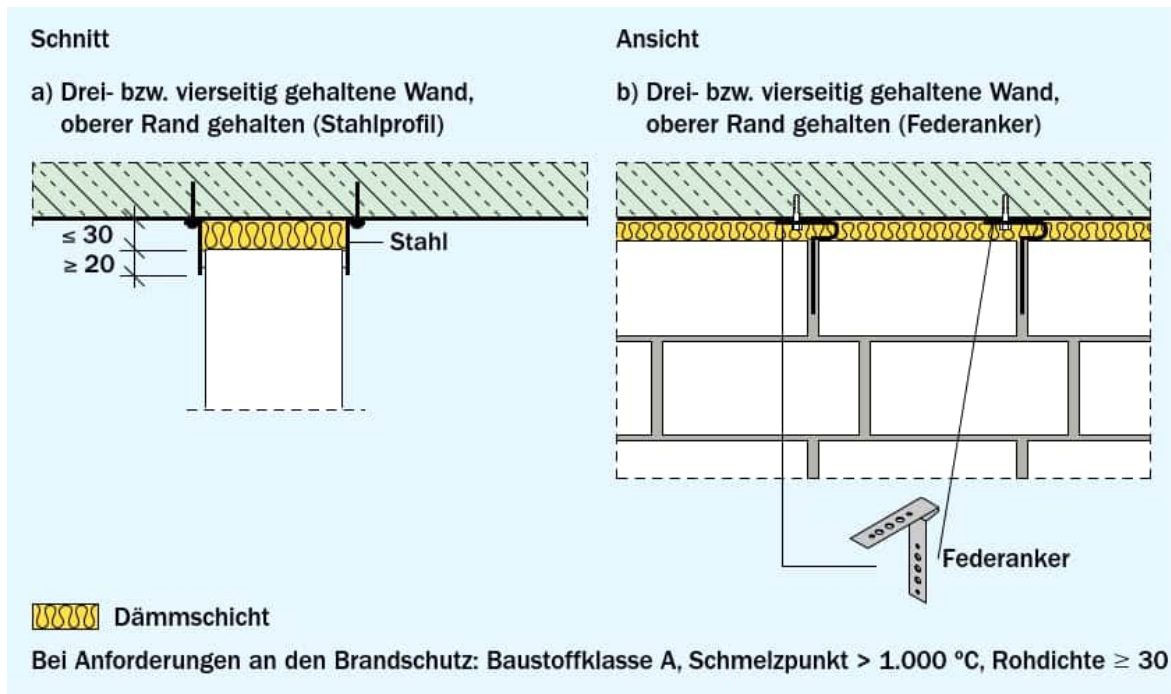 Schnitt
a) Drei- bzw. vierseitig gehaltene Wand,
oberer Rand gehalten (Stahlprofil)
≤ 30
≥ 20
Stahl
Ansicht
b) Drei- bzw. vierseitig gehaltene Wand,
oberer Rand gehalten (Federanker)
Federanker
Dämmschicht
Bei Anforderungen an den Brandschutz: Baustoffklasse A, Schmelzpunkt > 1.000 ºC, Rohdichte ≥ 30